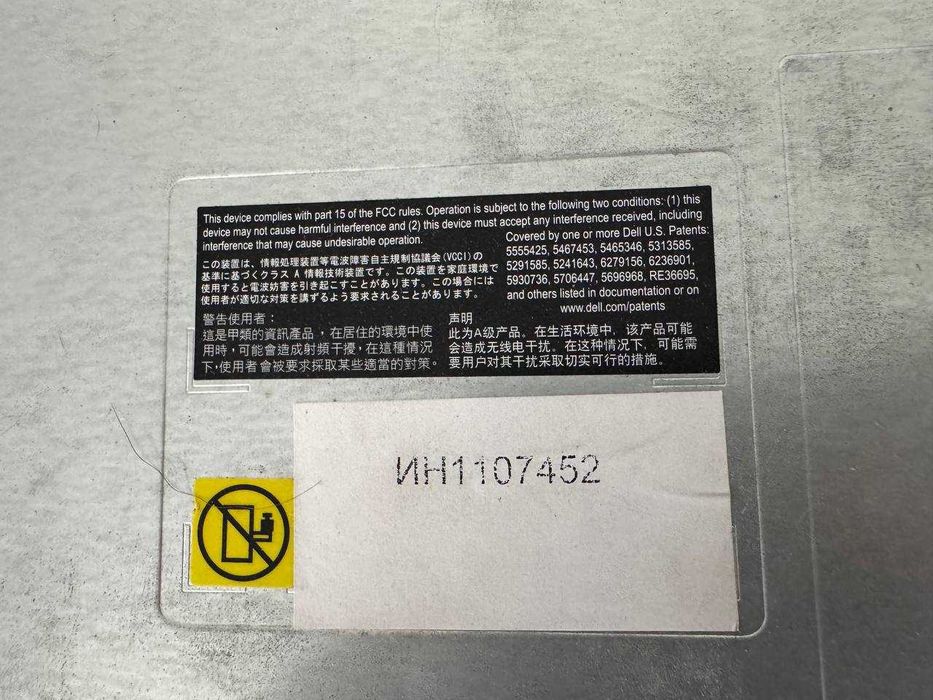 This device complies with part 15 of the FCC rules. Operation is subject to the following two conditions: (1) this
device may not cause harmful interference and (2) this device must accept any interference received, including
interference that may cause undesirable operation.
この装置は、情報処理装置等電波障害自主規制協議会(VCCI)の
基準に基づくクラス A 情報技術装置です。この装置を家庭環境で
使用すると電波妨害を引き起こすことがあります。この場合には
使用者が適切な対策を講ずるよう要求されることがあります。
Covered by one or more Dell U.S. Patents:
5555425, 5467453, 5465346, 5313585,
5291585, 5241643, 6279156, 6236901,
5930736, 5706447, 5696968, RE36695,
and others listed in documentation or on
www.dell.com/patents
警告使用者：
這是甲類的資訊產品，在居住的環境中使
用時，可能會造成射頻干擾，在這種情況
下，使用者會被要求採取某些適當的對策。
声明
此为A级产品。在生活环境中，该产品可能
会造成无线电干扰。在这种情况下，可能需
要用户对其干扰采取切实可行的措施。
ИН1107452